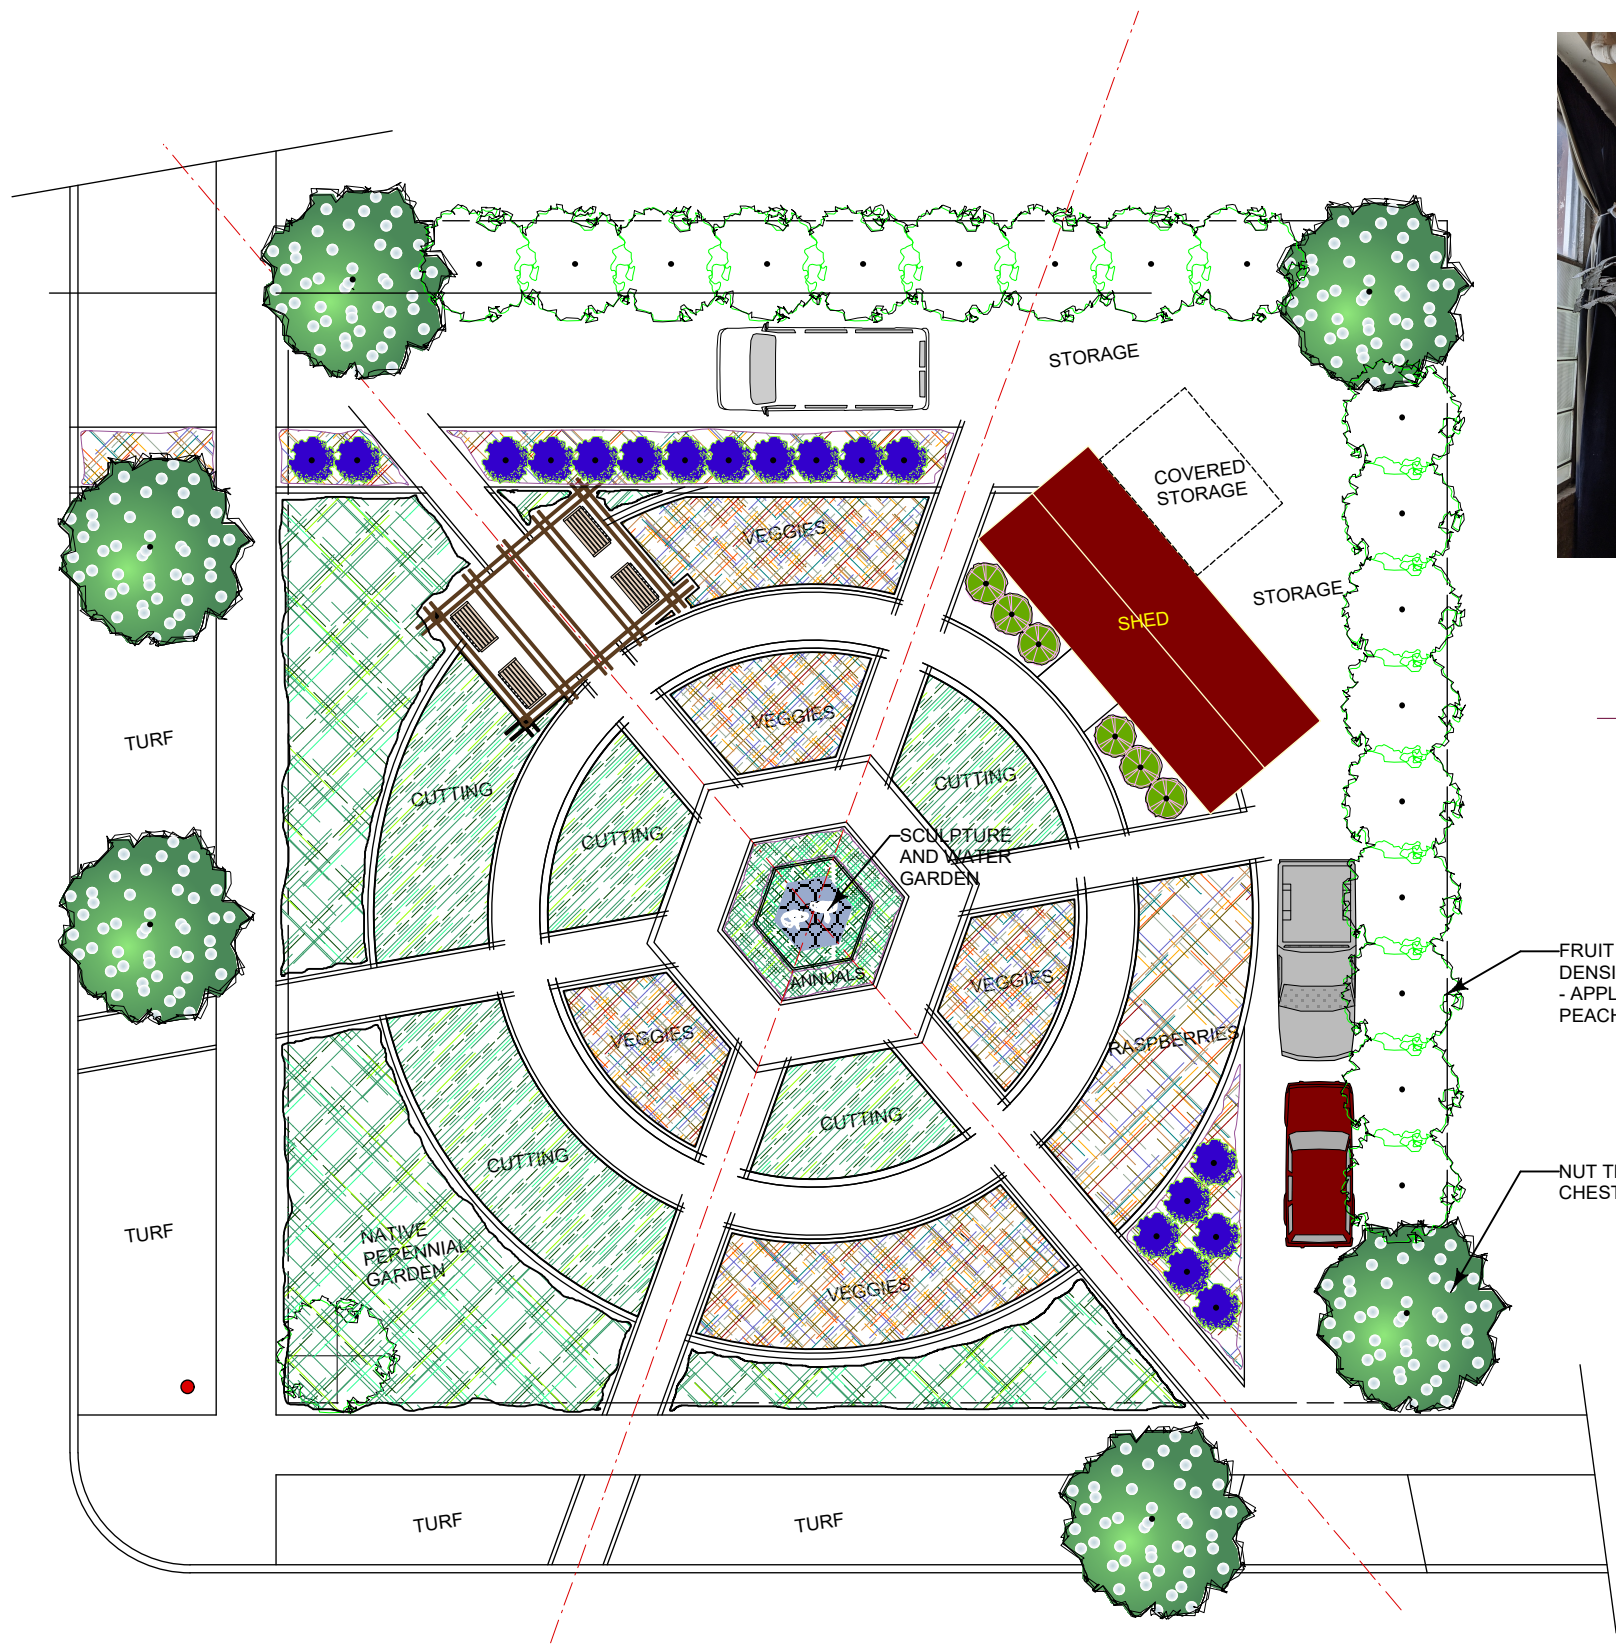 STORAGE
COVERED
STORAGE
VEGGIES
STORAGE
SHED
VEGGIES
TURF
CUTTING
CUTTING
CUTTING
SCULPTURE
AND WATER
GARDEN
ANNUALS
VEGGIES
VEGGIES
RASPBERRIES
FRUIT
DENSI
- APPL
PEACH
CUTTING
CUTTING
NUT T
CHEST
TURF
NATIVE
PERENNIAL
GARDEN
VEGGIES
TURF
TURF